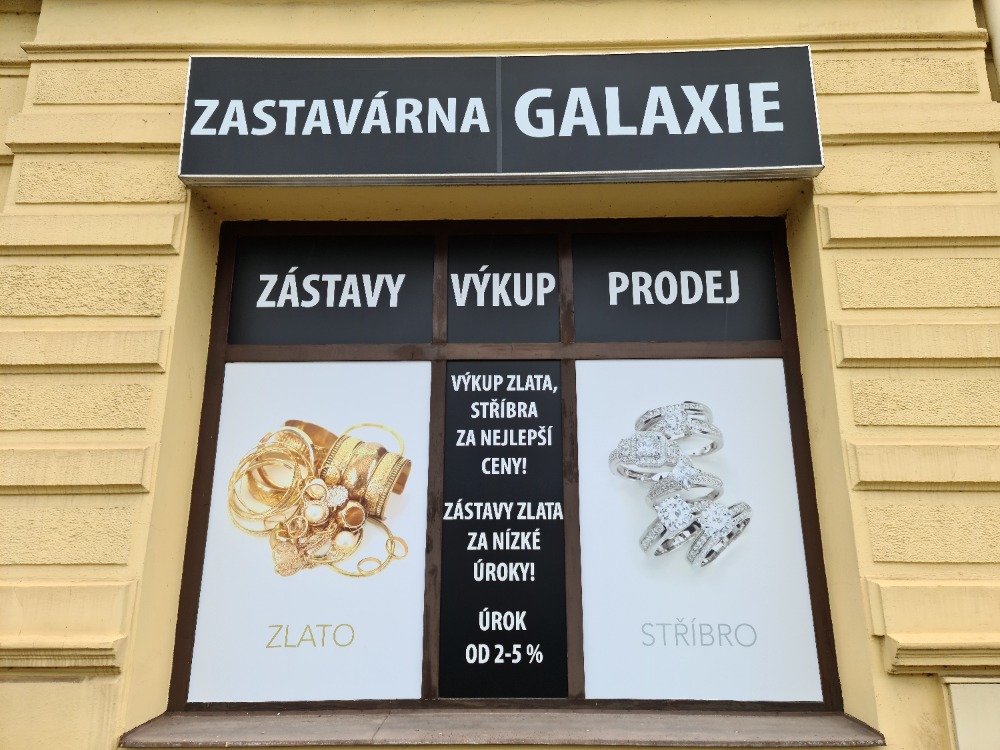 ZASTAVÁRNA GALAXIE
ZÁSTAVY VÝKUP PRODEJ
VÝKUP ZLATA,
STŘÍBRA
ZA NEJLEPŠÍ
CENY!
ZÁSTAVY ZLATA
ZA NÍZKÉ
ÚROKY!
ÚROK
OD 2-5 %
ZLATO
STŘÍBRO